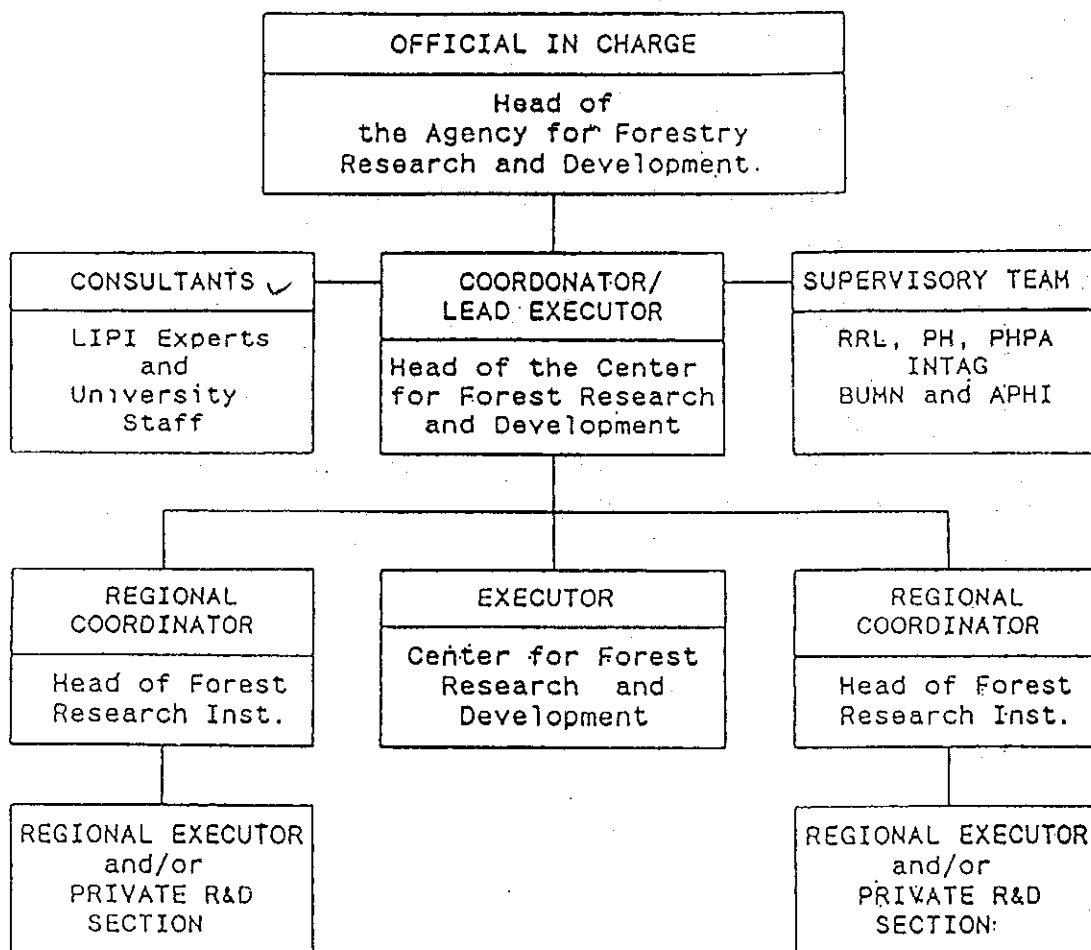 OFFICIAL IN CHARGE
Head of
the Agency for Forestry
Research and Development.
CONSULTANTS
LIPI Experts
and
University
Staff
COORDONATOR/
LEAD EXECUTOR
Head of the Center
for Forest Research
and Development
SUPERVISORY TEAM
RRL, PH, PHPA
INTAG
BUMN and APHI
REGIONAL
COORDINATOR
Head of Forest
Research Inst.
EXECUTOR
Center for Forest
Research and
Development
REGIONAL
COORDINATOR
Head of Forest
Research Inst.
REGIONAL EXECUTOR
and/or
PRIVATE R&D
SECTION
REGIONAL EXECUTOR
and/or
PRIVATE R&D
SECTION